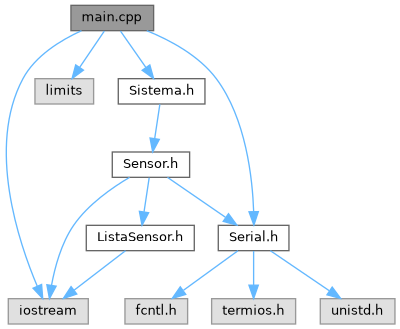 main.cpp
limits
Sistema.h
Sensor.h
ListaSensor.h
Serial.h
iostream
fcntl.h
termios.h
unistd.h